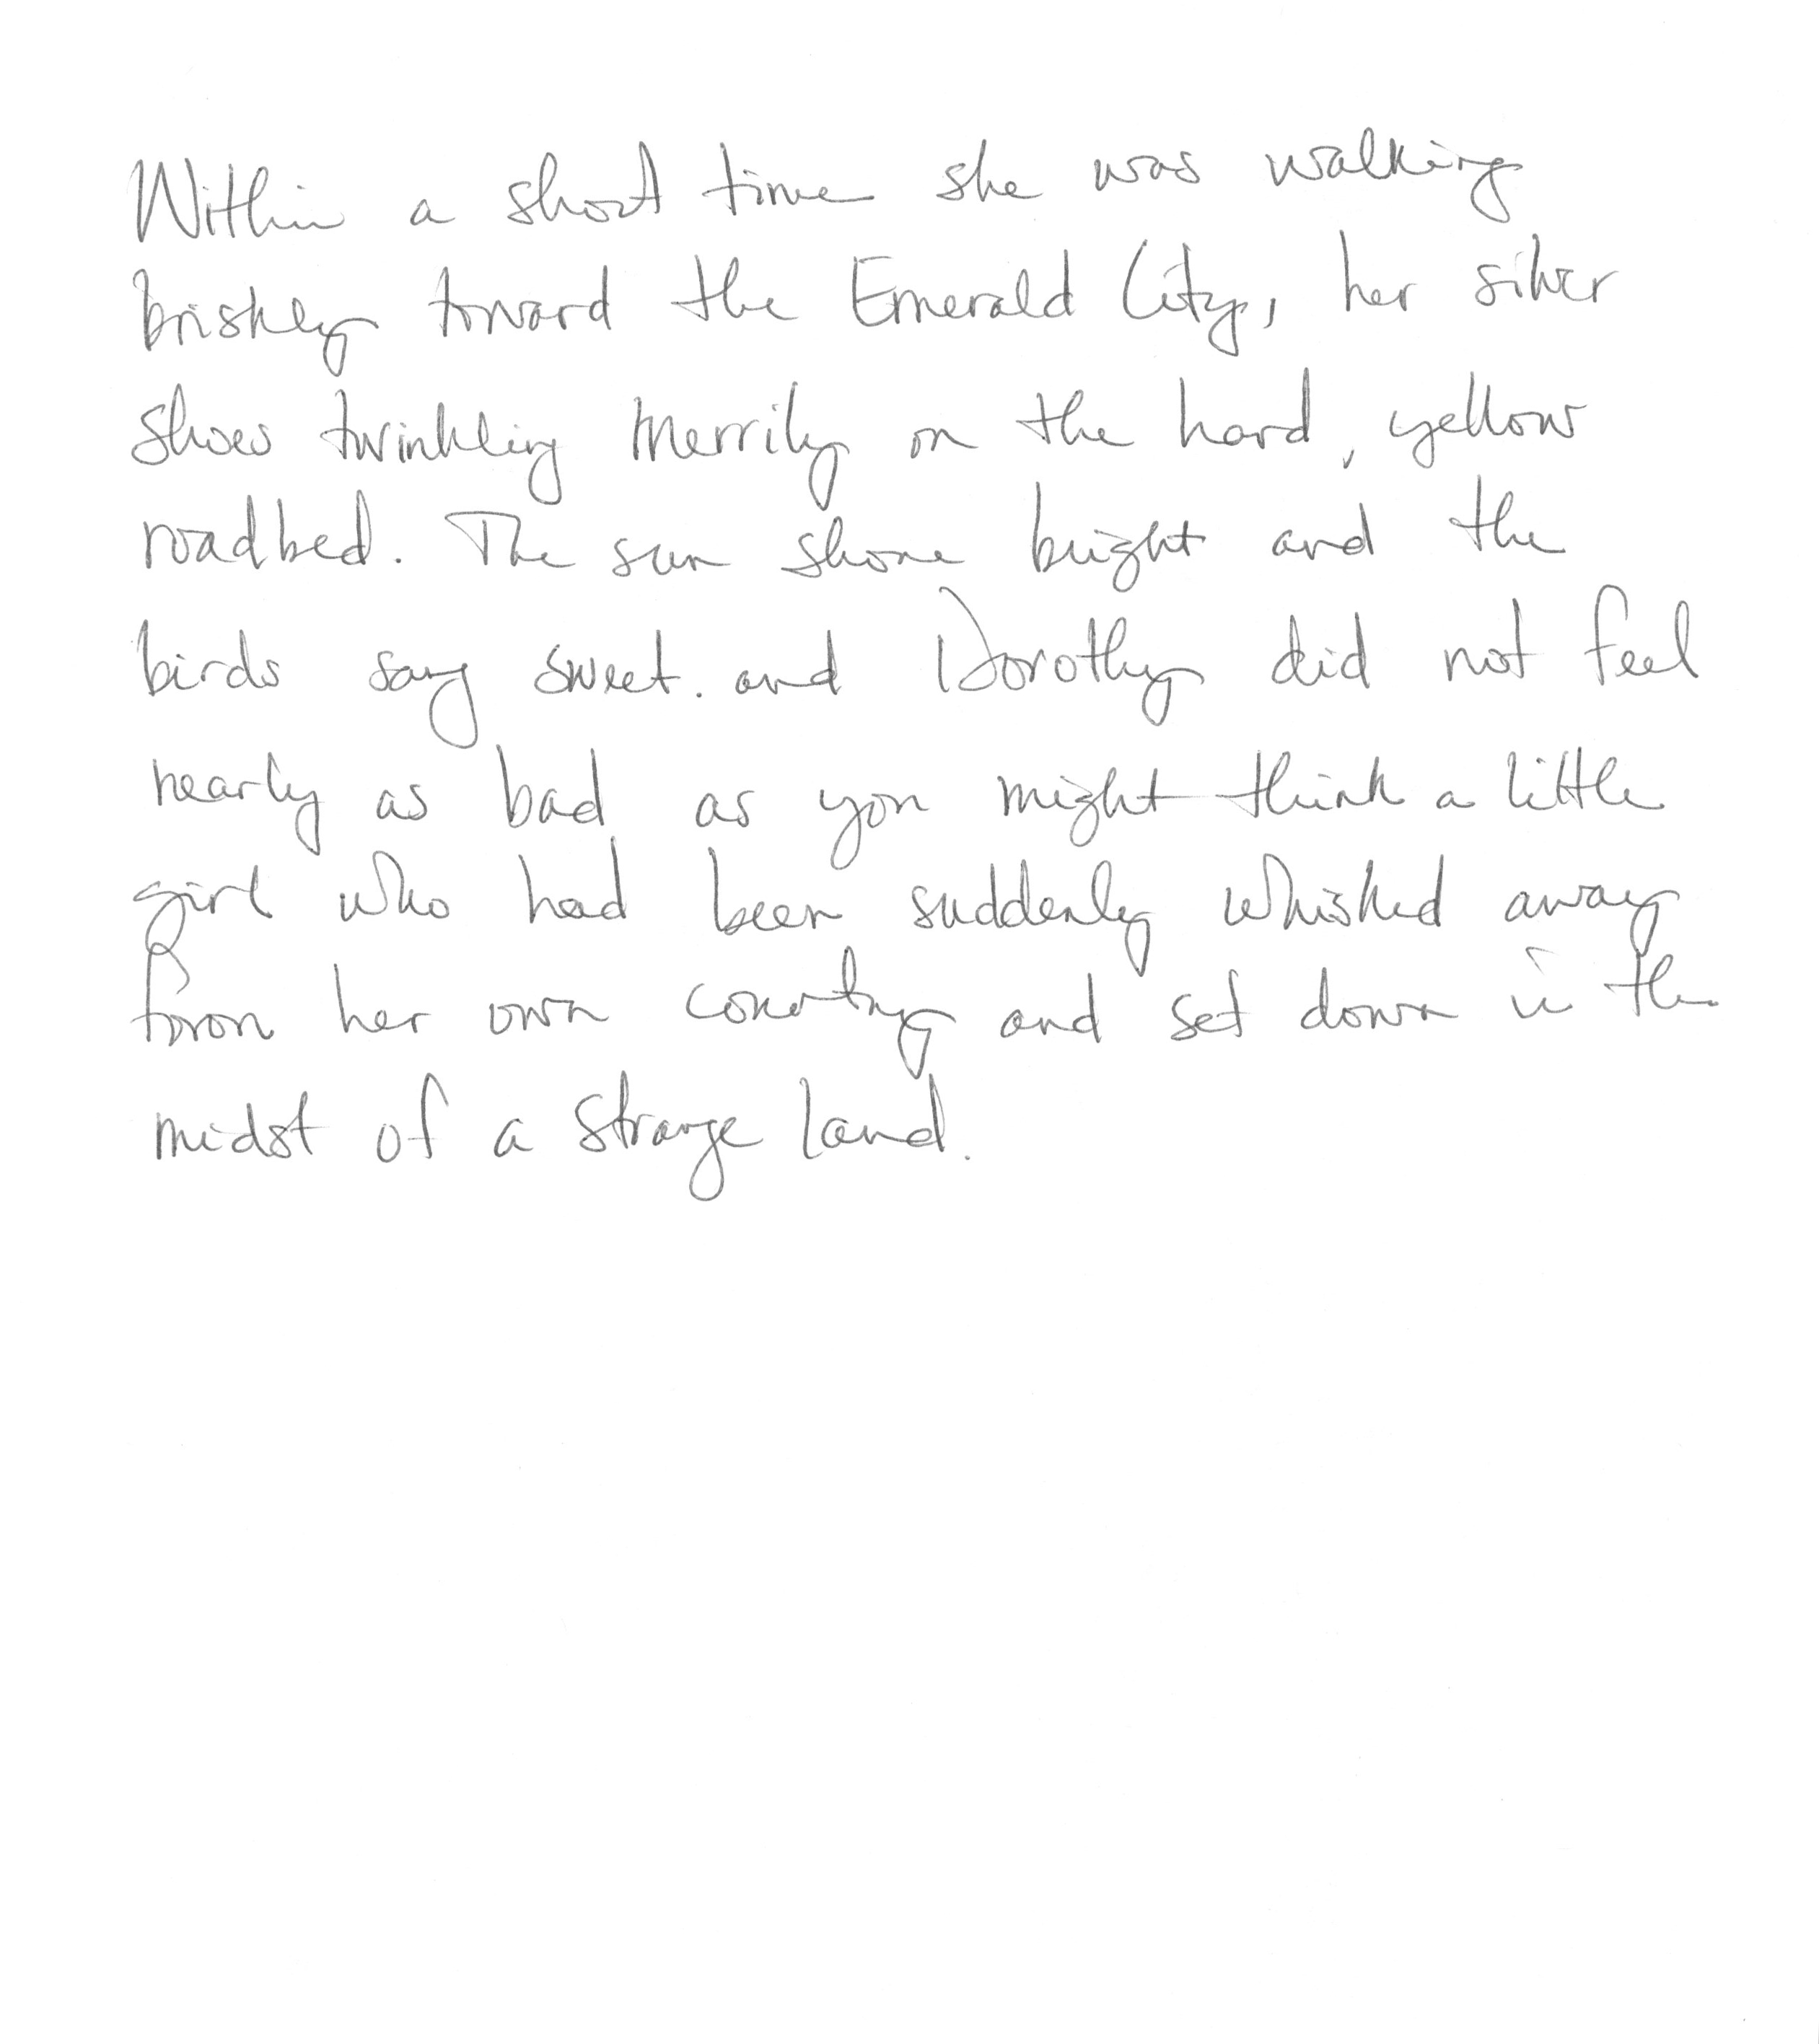 Within a short time she was walking
briskly toward the Emerald City, her silver
shoes twinkling merrily on the hard, yellow
roadbed. The sun shone bright and the
birds sang sweet. and Dorothy did not feel
nearly as bad as you might think a little
girl who had been suddenly whisked away
from her own country and set down in the
midst of a strange land.